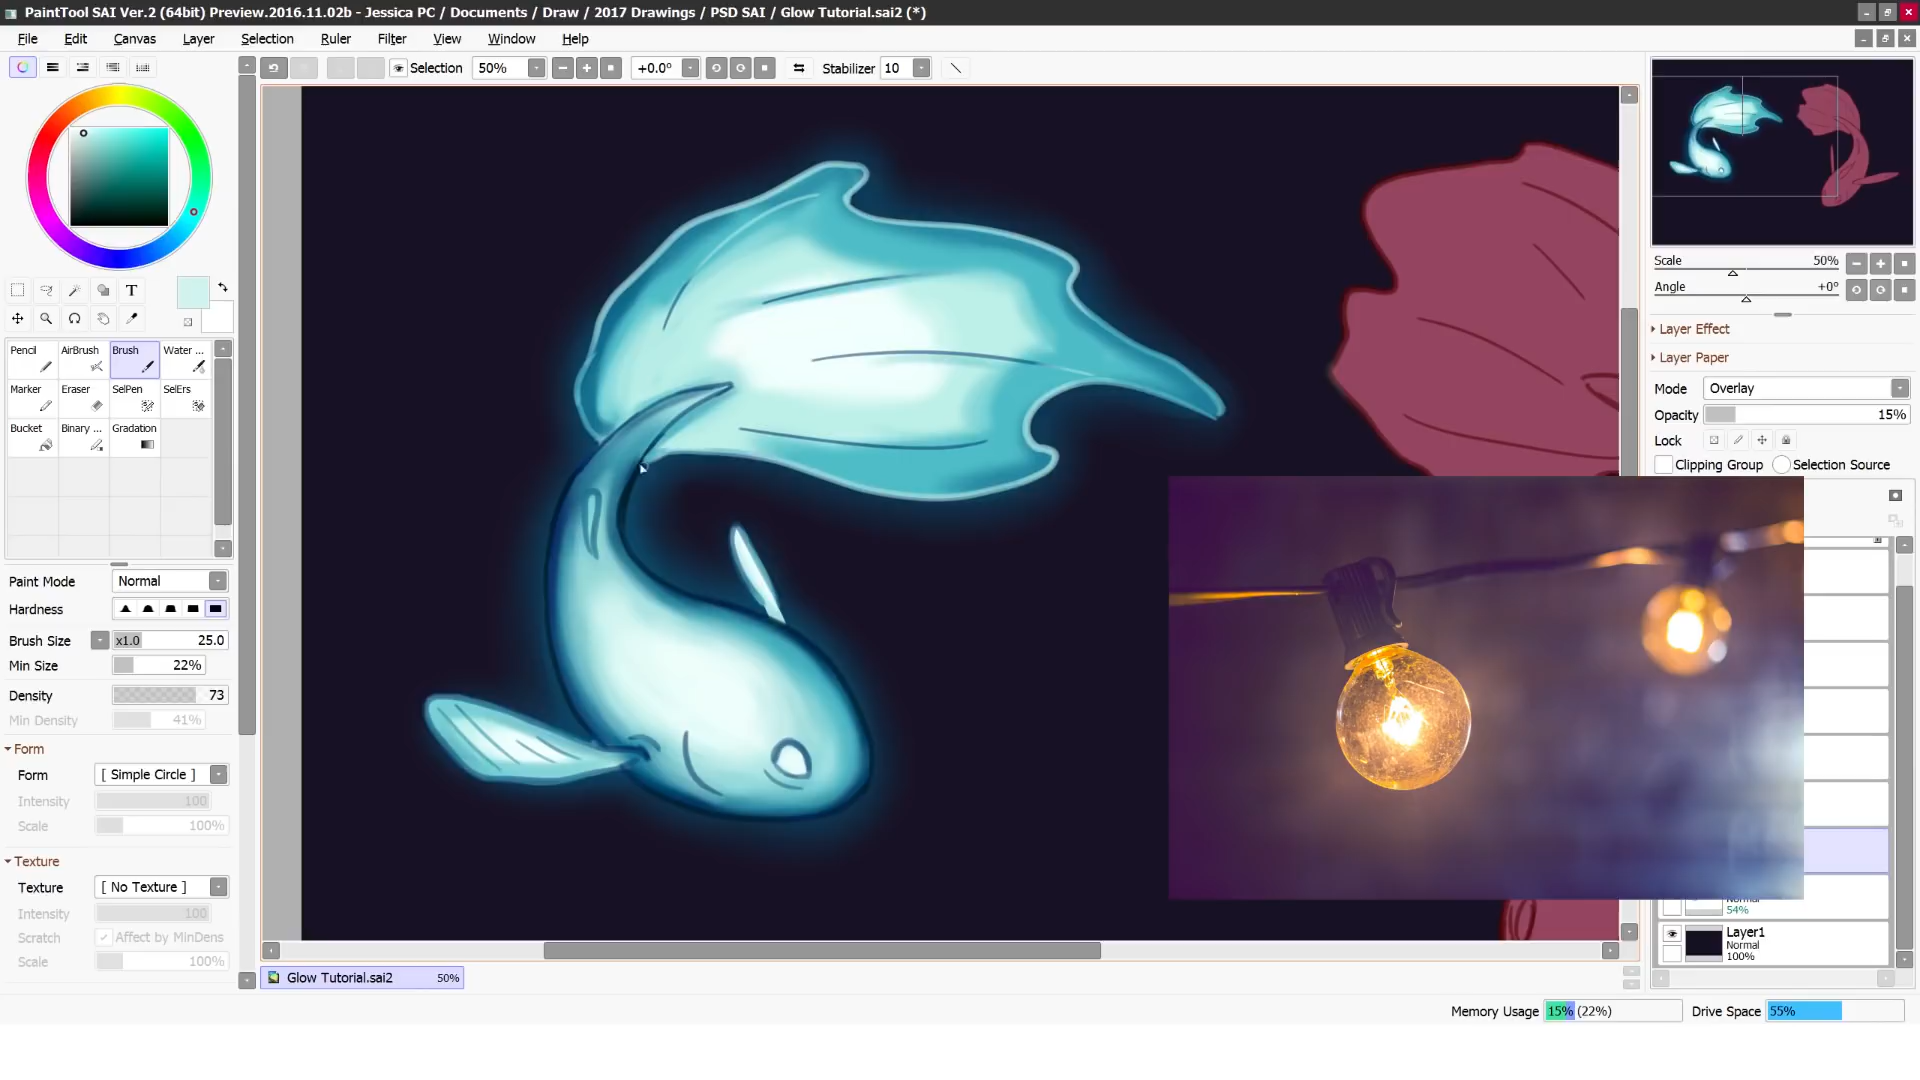 PaintTool SAI Ver.2 (64bit) Preview.2016.11.02b - Jessica PC / Documents / Draw / 2017 Drawings / PSD SAI / Glow Tutorial.sai2 (*)
File Edit Canvas Layer Selection Ruler Filter View Window Help
Selection 50% +0.0° Stabilizer 10
Scale 50%
Angle +0°
Layer Effect
Layer Paper
Mode Overlay
Opacity 15%
Lock
Clipping Group Selection Source
T
Pencil AirBrush Brush Water ...
Marker Eraser SelPen SelErs
Bucket Binary ... Gradation
Paint Mode Normal
Hardness
Brush Size x1.0 25.0
Min Size 22%
Density 73
Min Density 41%
Form
Form [ Simple Circle ]
Intensity 100
Scale 100%
Texture
Texture [ No Texture ]
Intensity 100
Scratch Affect by MinDens
Scale 100%
Normal
54%
Layer1
Normal
100%
Glow Tutorial.sai2 50%
Memory Usage 15% (22%) Drive Space 55%